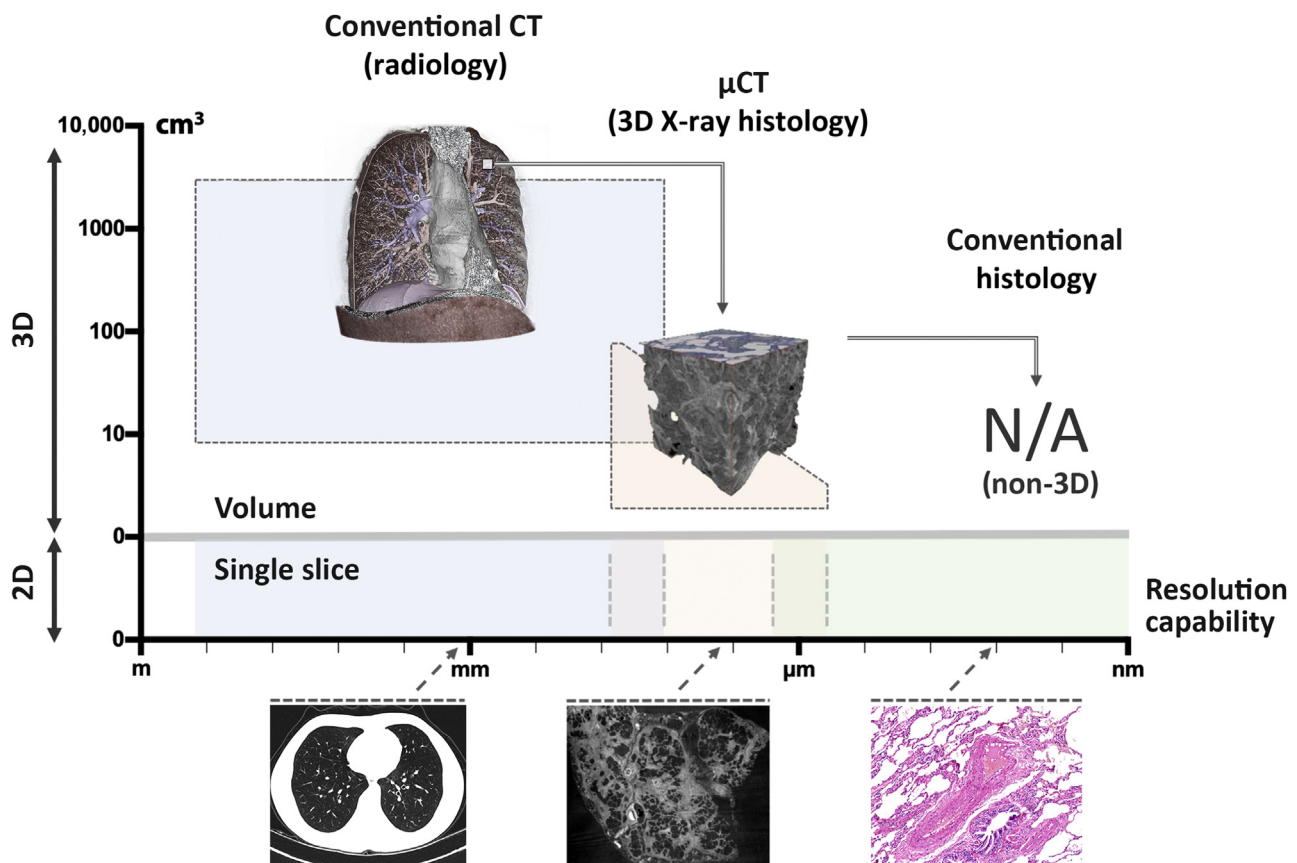 Conventional CT
(radiology)
µCT
(3D X-ray histology)
10,000
cm³
1000
Conventional
histology
3D
100
N/A
(non-3D)
10
Volume
0
Single slice
2D
Resolution
capability
0
m
mm
µm
nm